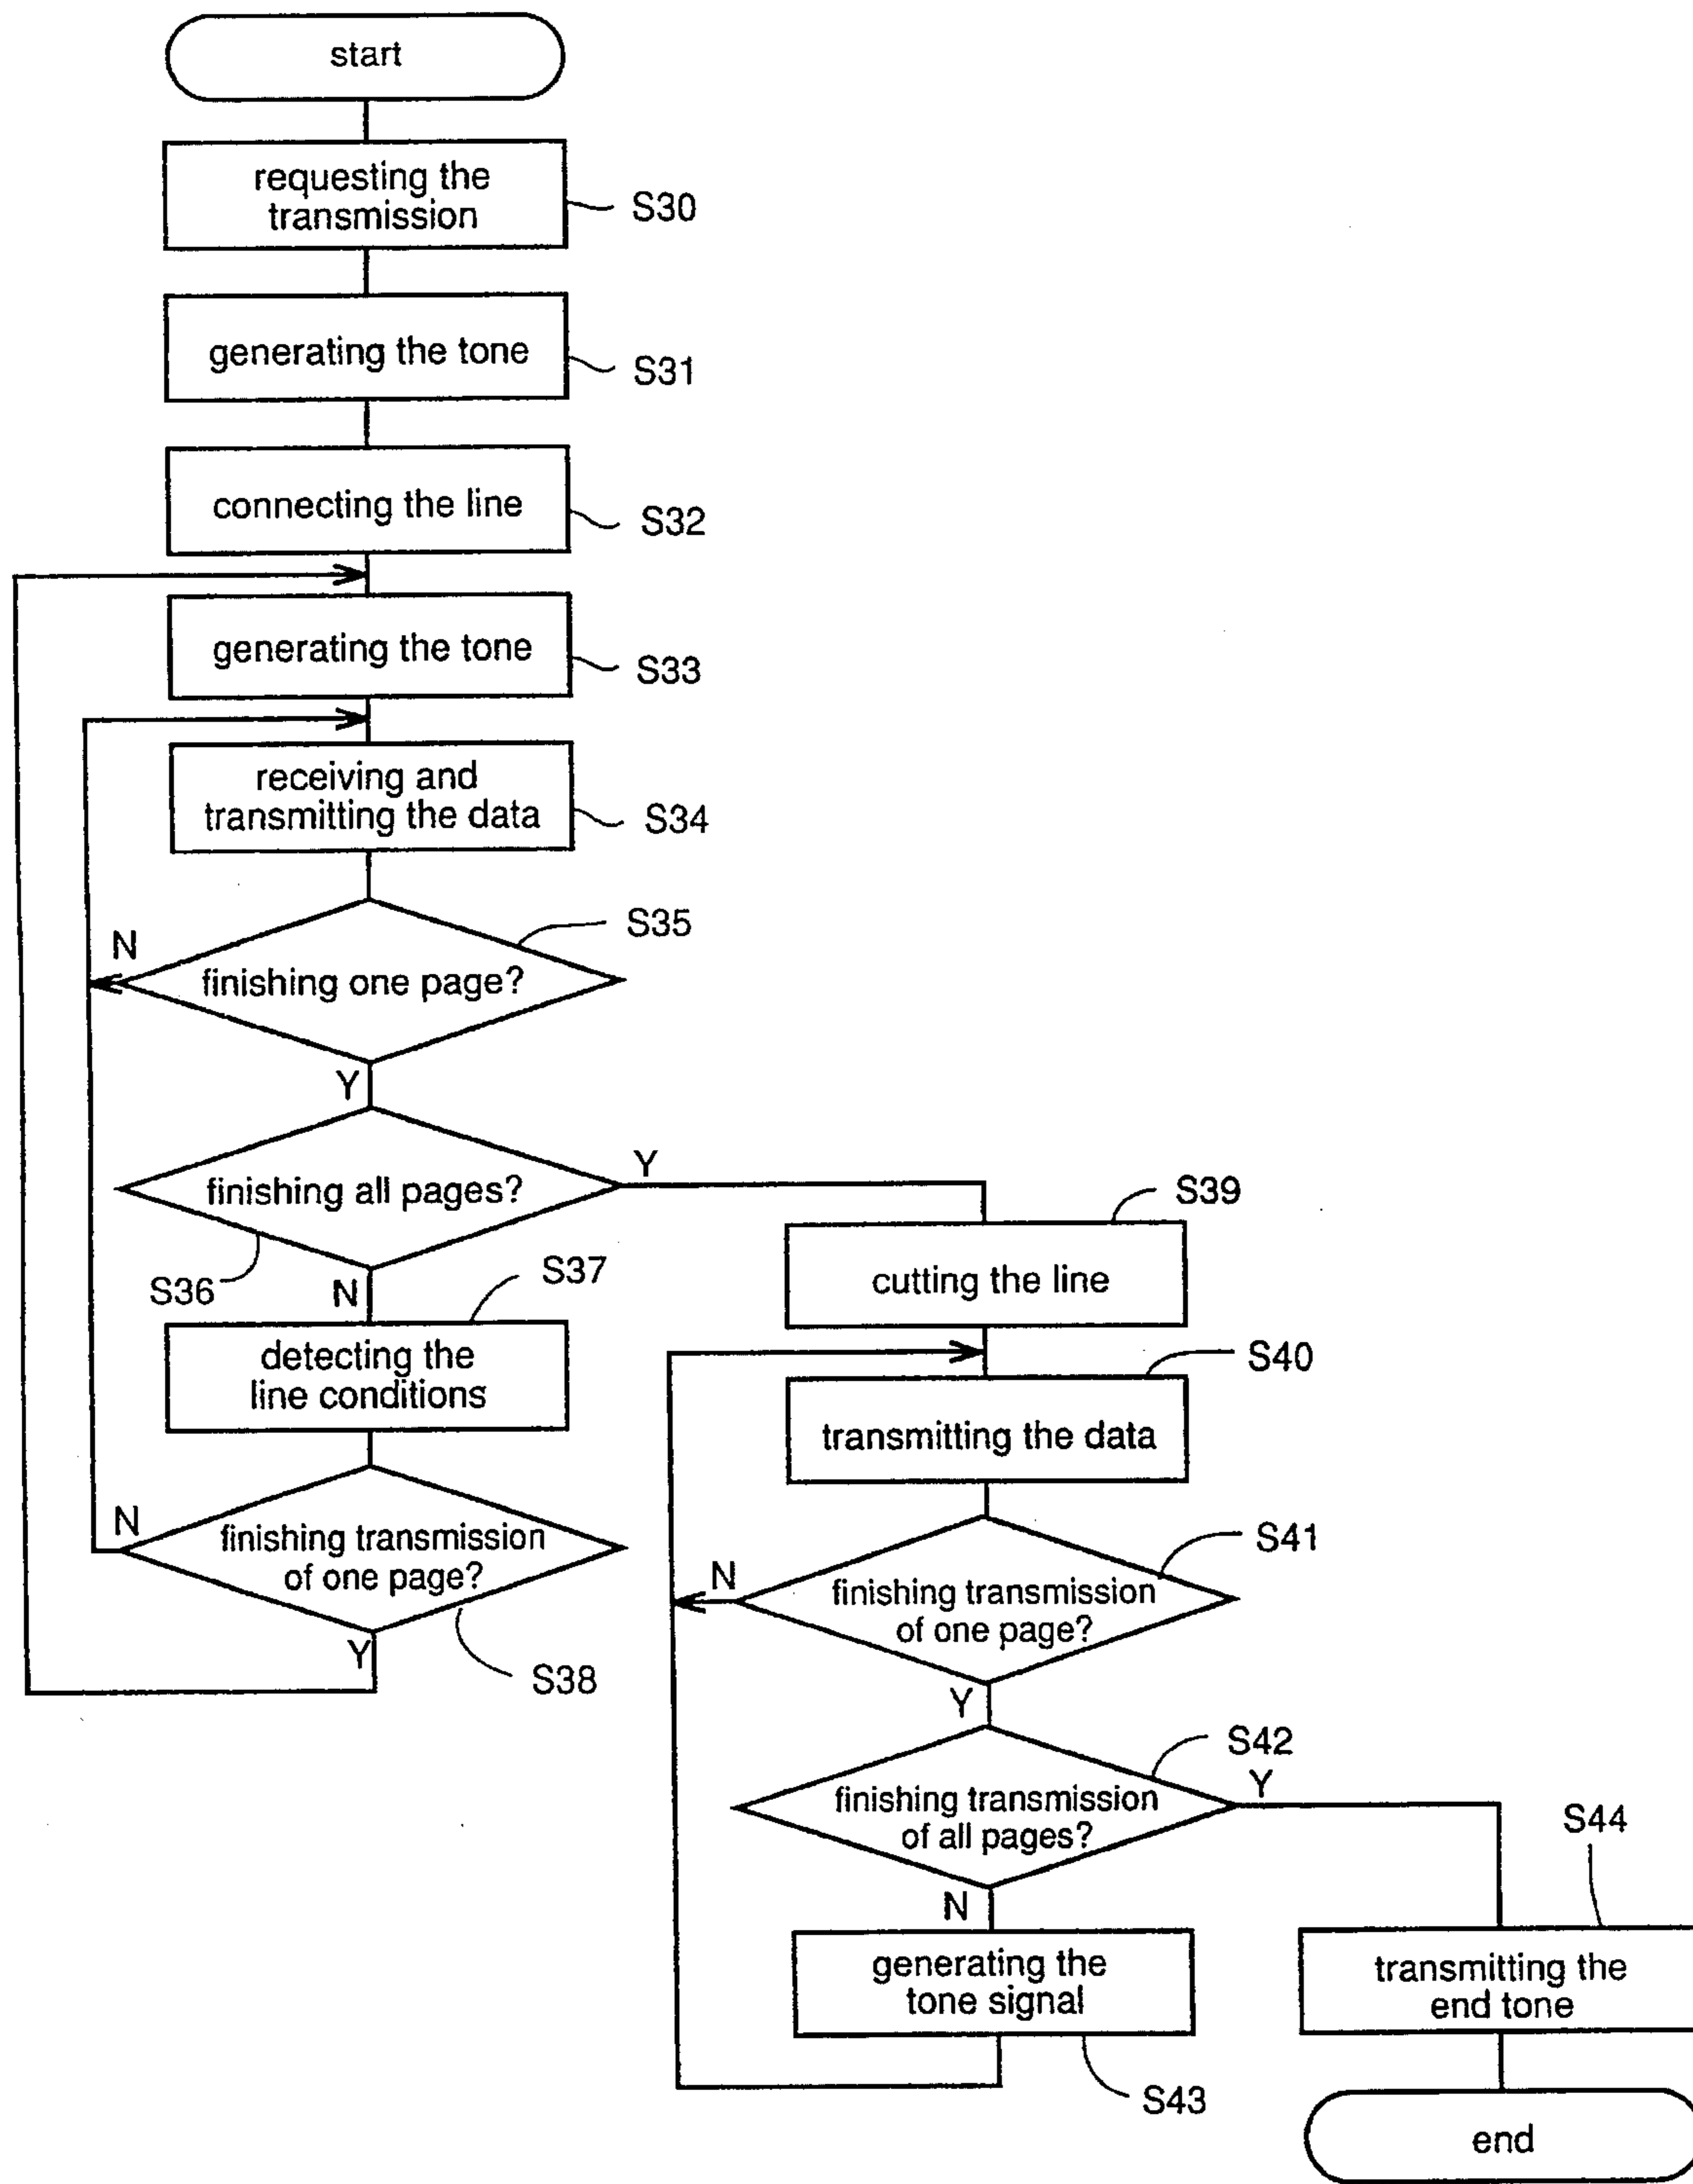 start
requesting the
transmission
S30
generating the tone
S31
connecting the line
S32
generating the tone
S33
receiving and
transmitting the data
S34
S35
N
finishing one page?
Y
finishing all pages?
Y
S36
N
S37
detecting the
line conditions
N
finishing transmission
of one page?
Y
S38
S39
cutting the line
S40
transmitting the data
S41
N
finishing transmission
of one page?
Y
S42
finishing transmission
of all pages?
Y
N
generating the
tone signal
S43
S44
transmitting the
end tone
end